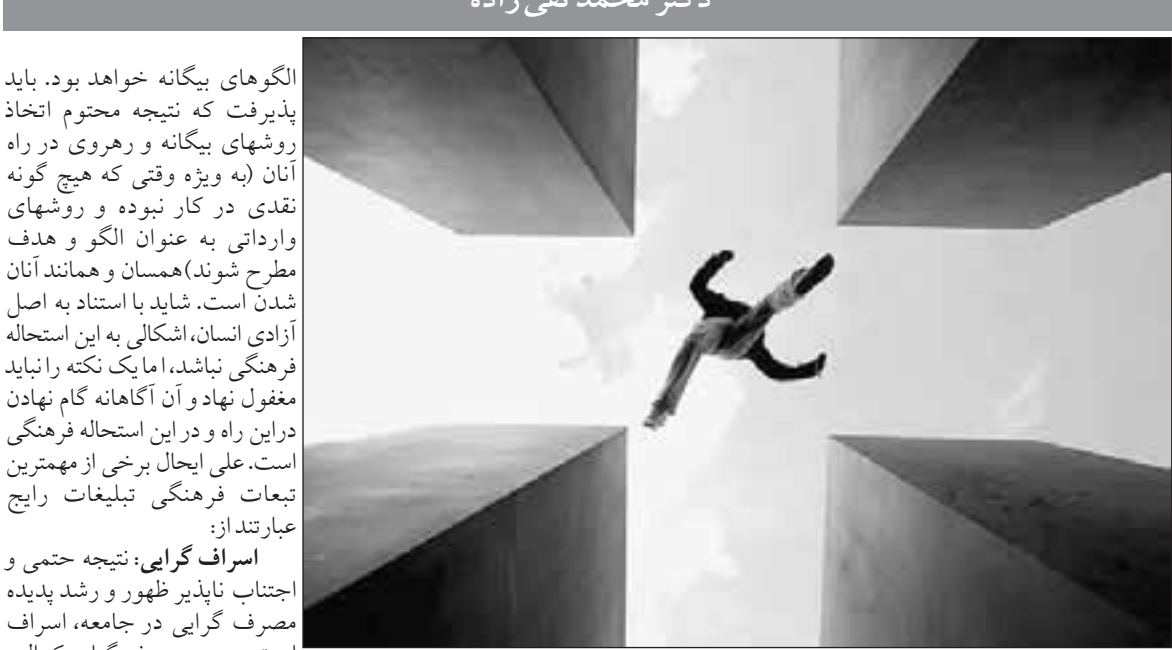 دکتر محمد نقی زاده
الگوهای بیگانه خواهد بود. باید
پذیرفت که نتیجه محتوم اتخاذ
روشهای بیگانه و رهروی در راه
آنان (به ویژه وقتی که هیچ گونه
نقدی در کار نبوده و روشهای
وارداتی به عنوان الگو و هدف
مطرح شوند)همسان و همانند آنان
شدن است. شاید با استناد به اصل
آزادی انسان، اشکالی به این استحاله
فرهنگی نباشد، اما یک نکته را نباید
مغفول نهاد و آن آگاهانه گام نهادن
دراین راه و در این استحاله فرهنگی
است. علی ایحال برخی از مهمترین
تبعات فرهنگی تبلیغات رایج
عبارتند از:
اسراف گرایی: نتیجه حتمی و
اجتناب ناپذیر ظهور و رشد پدیده
مصرف گرایی در جامعه، اسراف